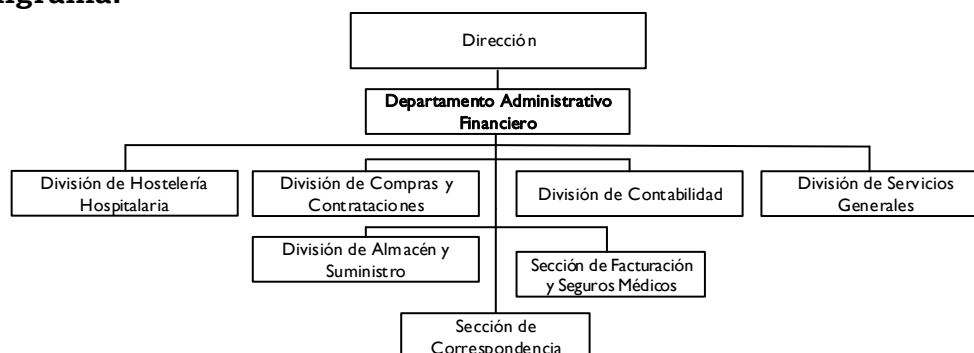 Dirección
Departamento Administrativo
Financiero
División de Hostelería
Hospitalaria
División de Compras y
Contrataciones
División de Contabilidad
División de Servicios
Generales
División de Almacén y
Suministro
Sección de Facturación
y Seguros Médicos
Sección de
Correspondencia